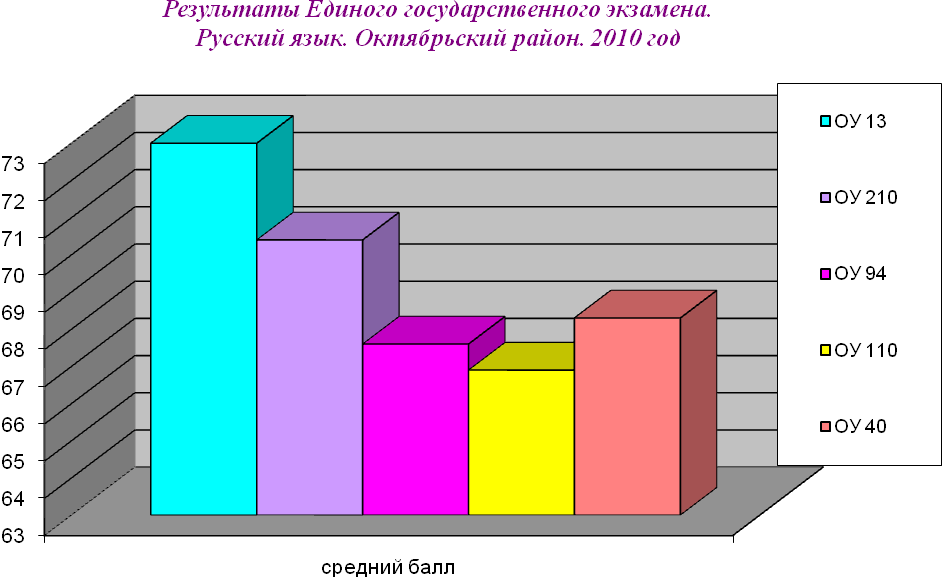 Результаты Единого государственного экзамена.
Русский язык. Октябрьский район. 2010 год
73
72
71
70
69
68
67
66
65
64
63
средний балл
ОУ 13
ОУ 210
ОУ 94
ОУ 110
ОУ 40